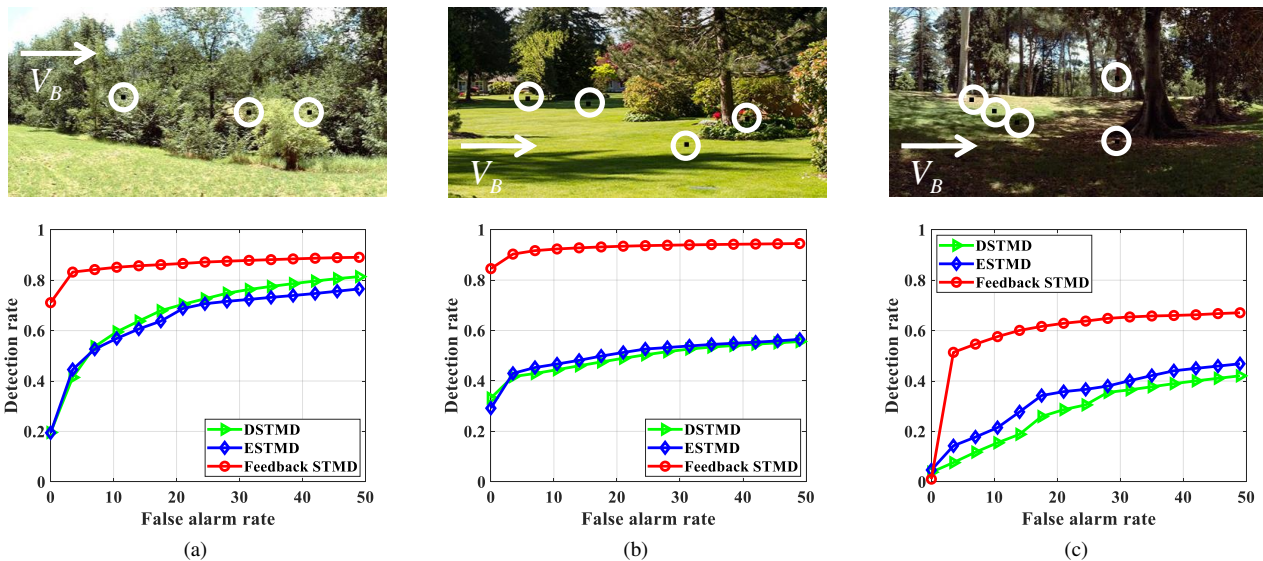 V_B
V_B
V_B
1
0.8
0.6
0.4
0.2
0
0 10 20 30 40 50
Detection rate
False alarm rate
DSTMD
ESTMD
Feedback STMD
(a)
1
0.8
0.6
0.4
0.2
0
0 10 20 30 40 50
Detection rate
False alarm rate
DSTMD
ESTMD
Feedback STMD
(b)
1
0.8
0.6
0.4
0.2
0
0 10 20 30 40 50
Detection rate
False alarm rate
DSTMD
ESTMD
Feedback STMD
(c)